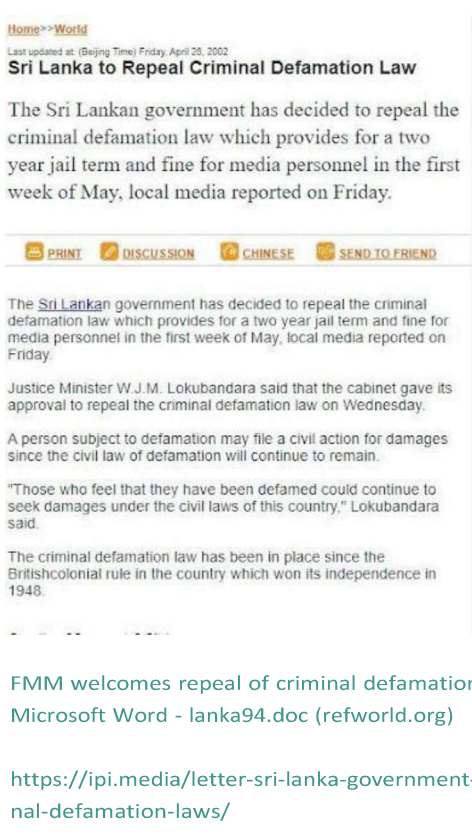 Home>>World
Last updated at: (Beijing Time) Friday, April 26, 2002
Sri Lanka to Repeal Criminal Defamation Law
The Sri Lankan government has decided to repeal the
criminal defamation law which provides for a two
year jail term and fine for media personnel in the first
week of May, local media reported on Friday.
PRINT DISCUSSION CHINESE SEND TO FRIEND
The Sri Lankan government has decided to repeal the criminal
defamation law which provides for a two year jail term and fine for
media personnel in the first week of May, local media reported on
Friday.
Justice Minister W.J.M. Lokubandara said that the cabinet gave its
approval to repeal the criminal defamation law on Wednesday.
A person subject to defamation may file a civil action for damages
since the civil law of defamation will continue to remain.
"Those who feel that they have been defamed could continue to
seek damages under the civil laws of this country," Lokubandara
said.
The criminal defamation law has been in place since the
Britishcolonial rule in the country which won its independence in
1948.
FMM welcomes repeal of criminal defamation
Microsoft Word - lanka94.doc (refworld.org)
https://ipi.media/letter-sri-lanka-government-
nal-defamation-laws/